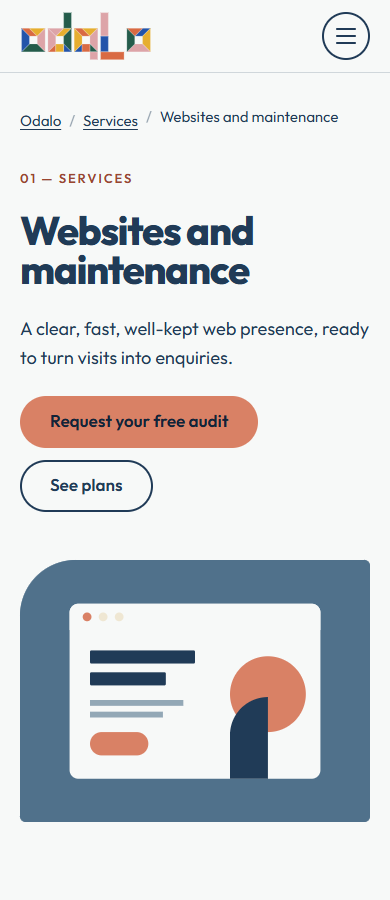 odalo
Odalo / Services / Websites and maintenance
01 — SERVICES
Websites and
maintenance
A clear, fast, well-kept web presence, ready
to turn visits into enquiries.
Request your free audit
See plans